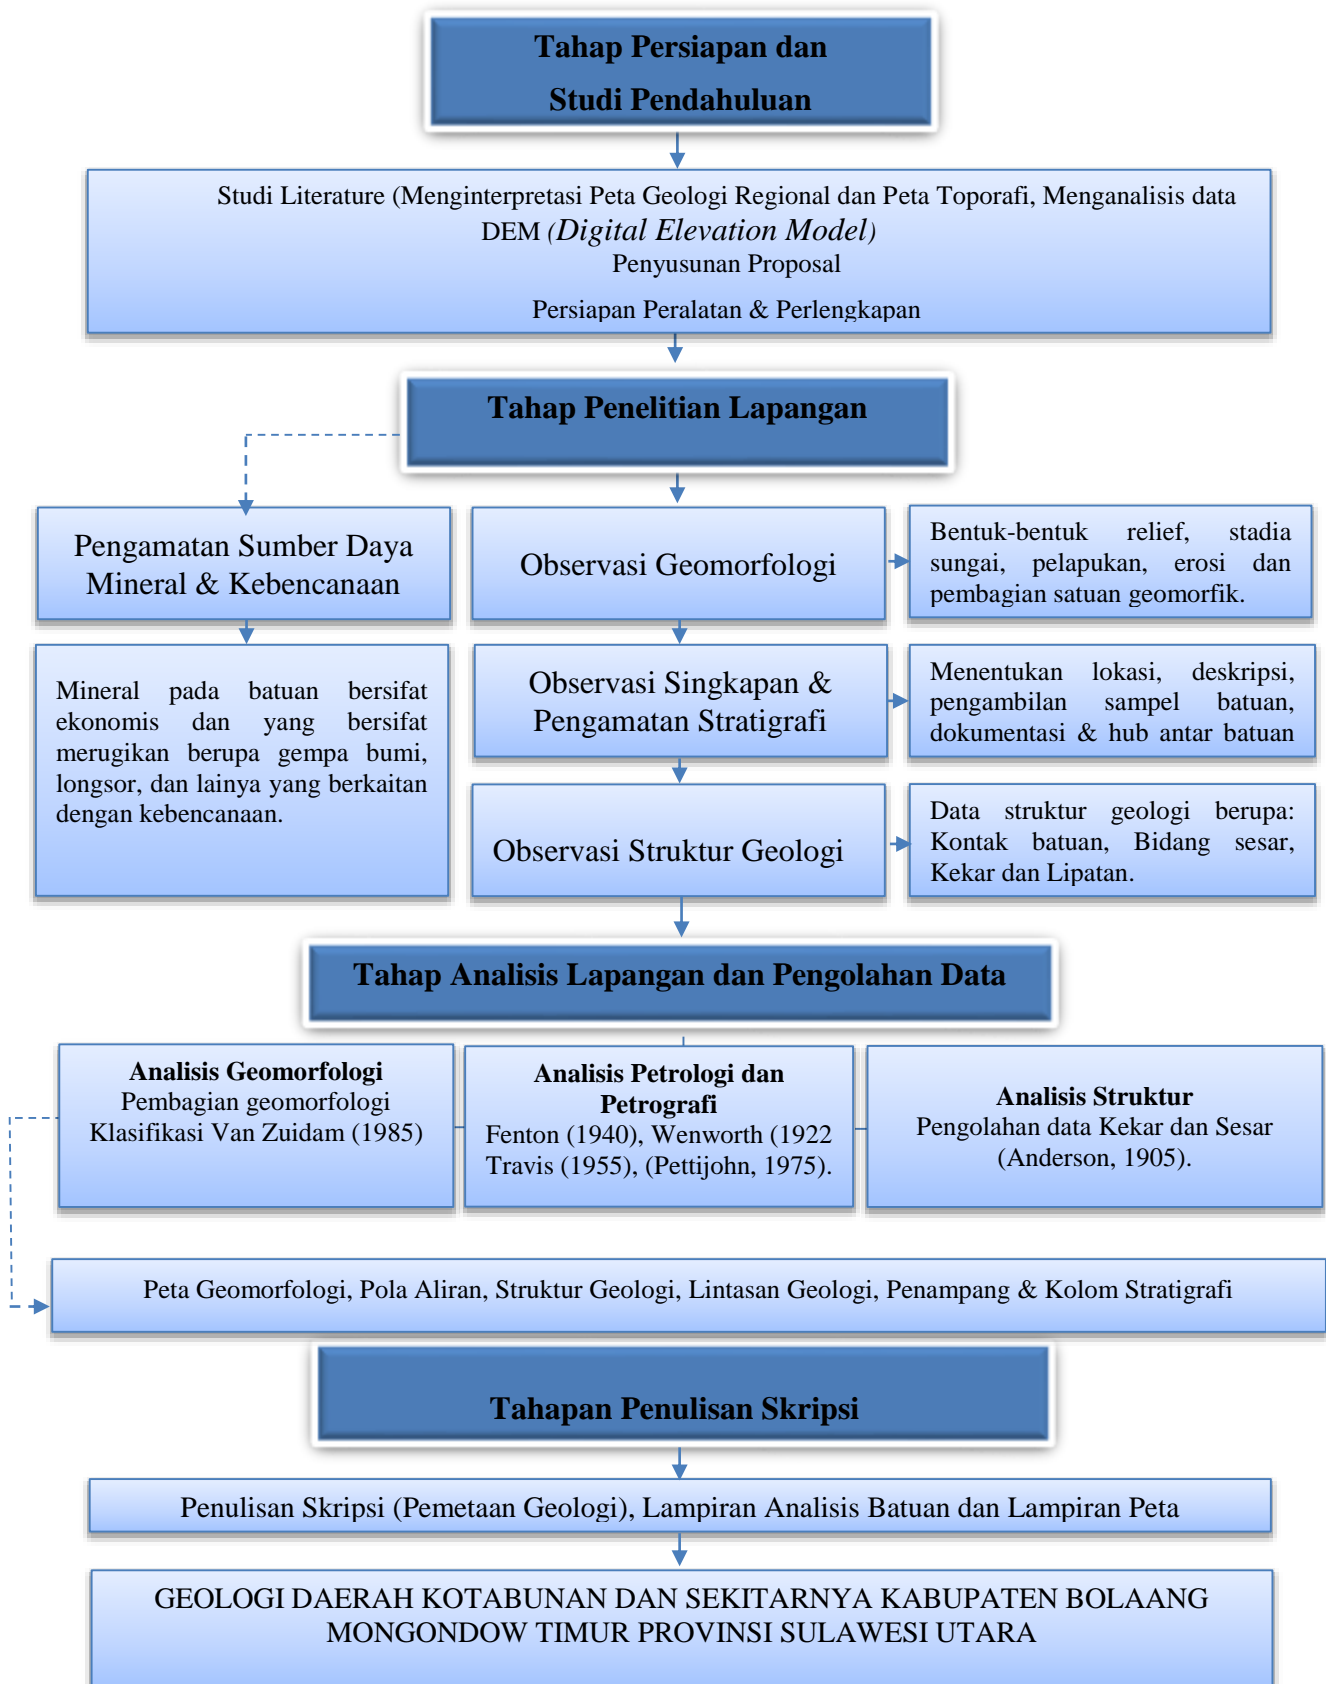 Tahap Persiapan dan
Studi Pendahuluan
Studi Literature (Menginterpretasi Peta Geologi Regional dan Peta Toporafi, Menganalisis data
DEM (Digital Elevation Model)
Penyusunan Proposal
Persiapan Peralatan & Perlengkapan
Tahap Penelitian Lapangan
Pengamatan Sumber Daya
Mineral & Kebencanaan
Observasi Geomorfologi
Bentuk-bentuk relief, stadia
sungai, pelapukan, erosi dan
pembagian satuan geomorfik.
Mineral pada batuan bersifat
ekonomis dan yang bersifat
merugikan berupa gempa bumi,
longsor, dan lainya yang berkaitan
dengan kebencanaan.
Observasi Singkapan &
Pengamatan Stratigrafi
Menentukan lokasi, deskripsi,
pengambilan sampel batuan,
dokumentasi & hub antar batuan
Observasi Struktur Geologi
Data struktur geologi berupa:
Kontak batuan, Bidang sesar,
Kekar dan Lipatan.
Tahap Analisis Lapangan dan Pengolahan Data
Analisis Geomorfologi
Pembagian geomorfologi
Klasifikasi Van Zuidam (1985)
Analisis Petrologi dan
Petrografi
Fenton (1940), Wenworth (1922
Travis (1955), (Pettijohn, 1975).
Analisis Struktur
Pengolahan data Kekar dan Sesar
(Anderson, 1905).
Peta Geomorfologi, Pola Aliran, Struktur Geologi, Lintasan Geologi, Penampang & Kolom Stratigrafi
Tahapan Penulisan Skripsi
Penulisan Skripsi (Pemetaan Geologi), Lampiran Analisis Batuan dan Lampiran Peta
GEOLOGI DAERAH KOTABUNAN DAN SEKITARNYA KABUPATEN BOLAANG
MONGONDOW TIMUR PROVINSI SULAWESI UTARA